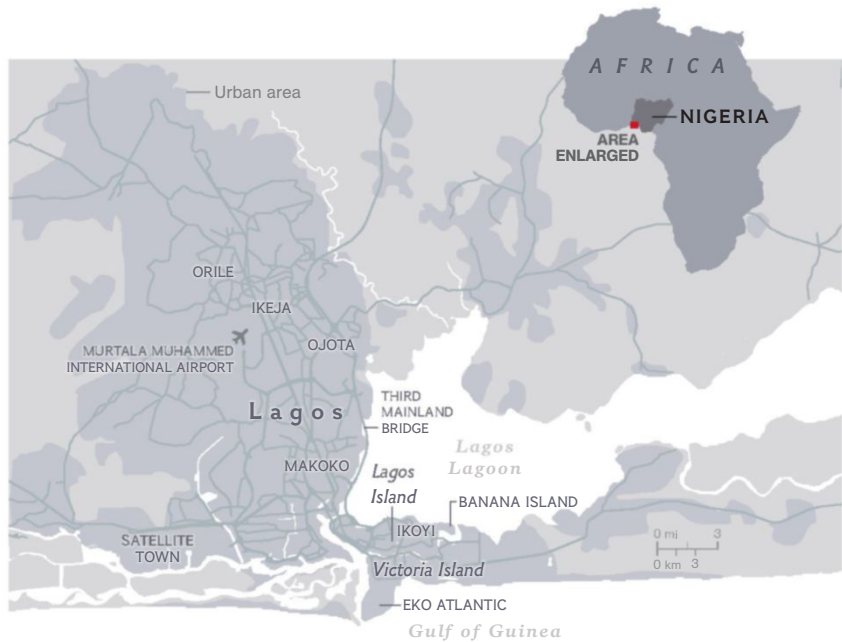 AFRICA
Urban area
NIGERIA
AREA
ENLARGED
ORILE
IKEJA
OJOTA
MURTALA MUHAMMED
INTERNATIONAL AIRPORT
Lagos
THIRD
MAINLAND
BRIDGE
MAKOKO
Lagos
Lagoon
Lagos
Island
BANANA ISLAND
IKOYI
SATELLITE
TOWN
0 mi 3
0 km 3
Victoria Island
EKO ATLANTIC
Gulf of Guinea